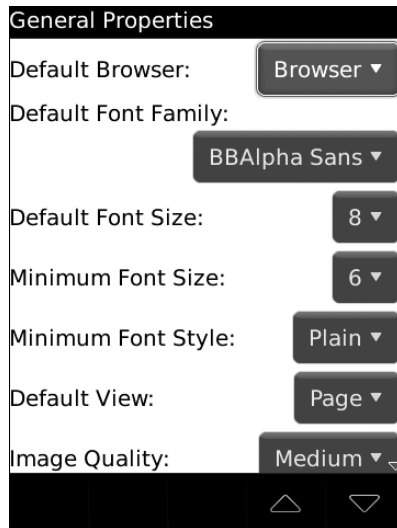 General Properties
Default Browser: Browser
Default Font Family:
BBAlpha Sans
Default Font Size: 8
Minimum Font Size: 6
Minimum Font Style: Plain
Default View: Page
Image Quality: Medium